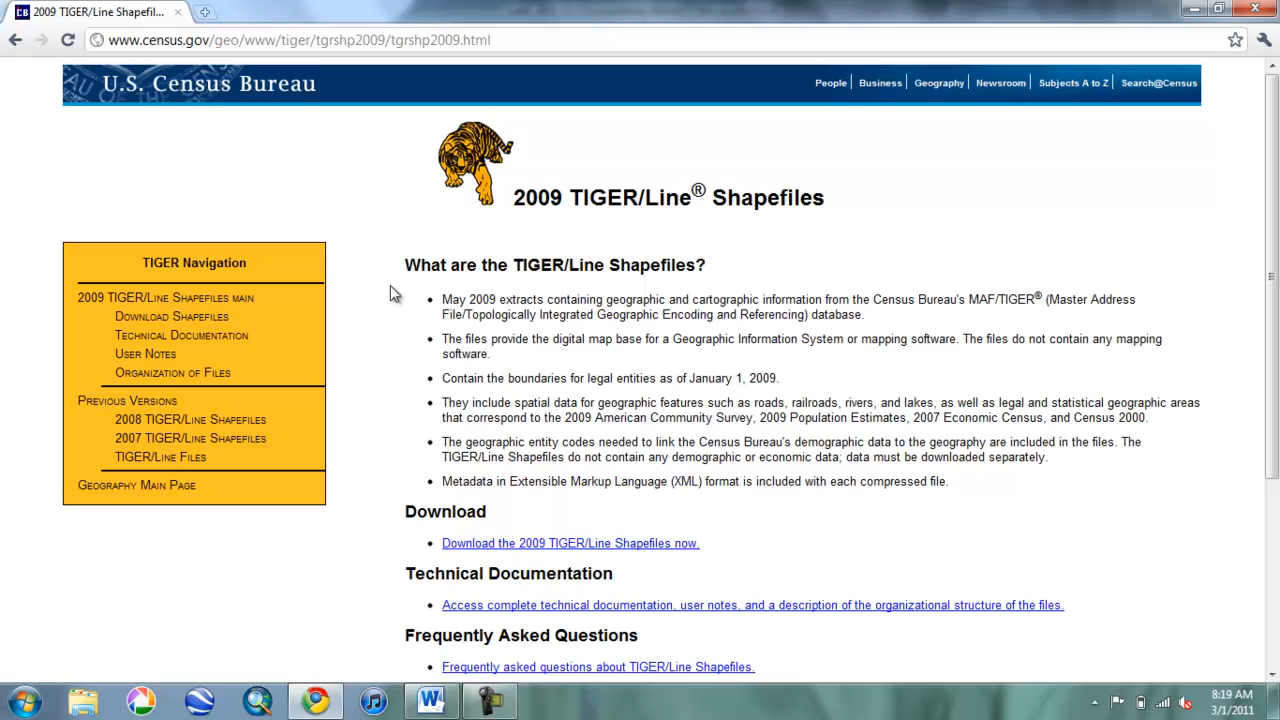 2009 TIGER/Line Shapefil...
www.census.gov/geo/www/tiger/tgrshp2009/tgrshp2009.html
U.S. Census Bureau
People
Business
Geography
Newsroom
Subjects A to Z
Search@Census
2009 TIGER/Line® Shapefiles
TIGER Navigation
2009 TIGER/Line Shapefiles main
Download Shapefiles
Technical Documentation
User Notes
Organization of Files
Previous Versions
2008 TIGER/Line Shapefiles
2007 TIGER/Line Shapefiles
TIGER/Line Files
Geography Main Page
What are the TIGER/Line Shapefiles?
• May 2009 extracts containing geographic and cartographic information from the Census Bureau's MAF/TIGER® (Master Address
File/Topologically Integrated Geographic Encoding and Referencing) database.
• The files provide the digital map base for a Geographic Information System or mapping software. The files do not contain any mapping
software.
• Contain the boundaries for legal entities as of January 1, 2009.
• They include spatial data for geographic features such as roads, railroads, rivers, and lakes, as well as legal and statistical geographic areas
that correspond to the 2009 American Community Survey, 2009 Population Estimates, 2007 Economic Census, and Census 2000.
• The geographic entity codes needed to link the Census Bureau's demographic data to the geography are included in the files. The
TIGER/Line Shapefiles do not contain any demographic or economic data; data must be downloaded separately.
• Metadata in Extensible Markup Language (XML) format is included with each compressed file.
Download
• Download the 2009 TIGER/Line Shapefiles now.
Technical Documentation
• Access complete technical documentation, user notes, and a description of the organizational structure of the files.
Frequently Asked Questions
• Frequently asked questions about TIGER/Line Shapefiles.
8:19 AM
3/1/2011